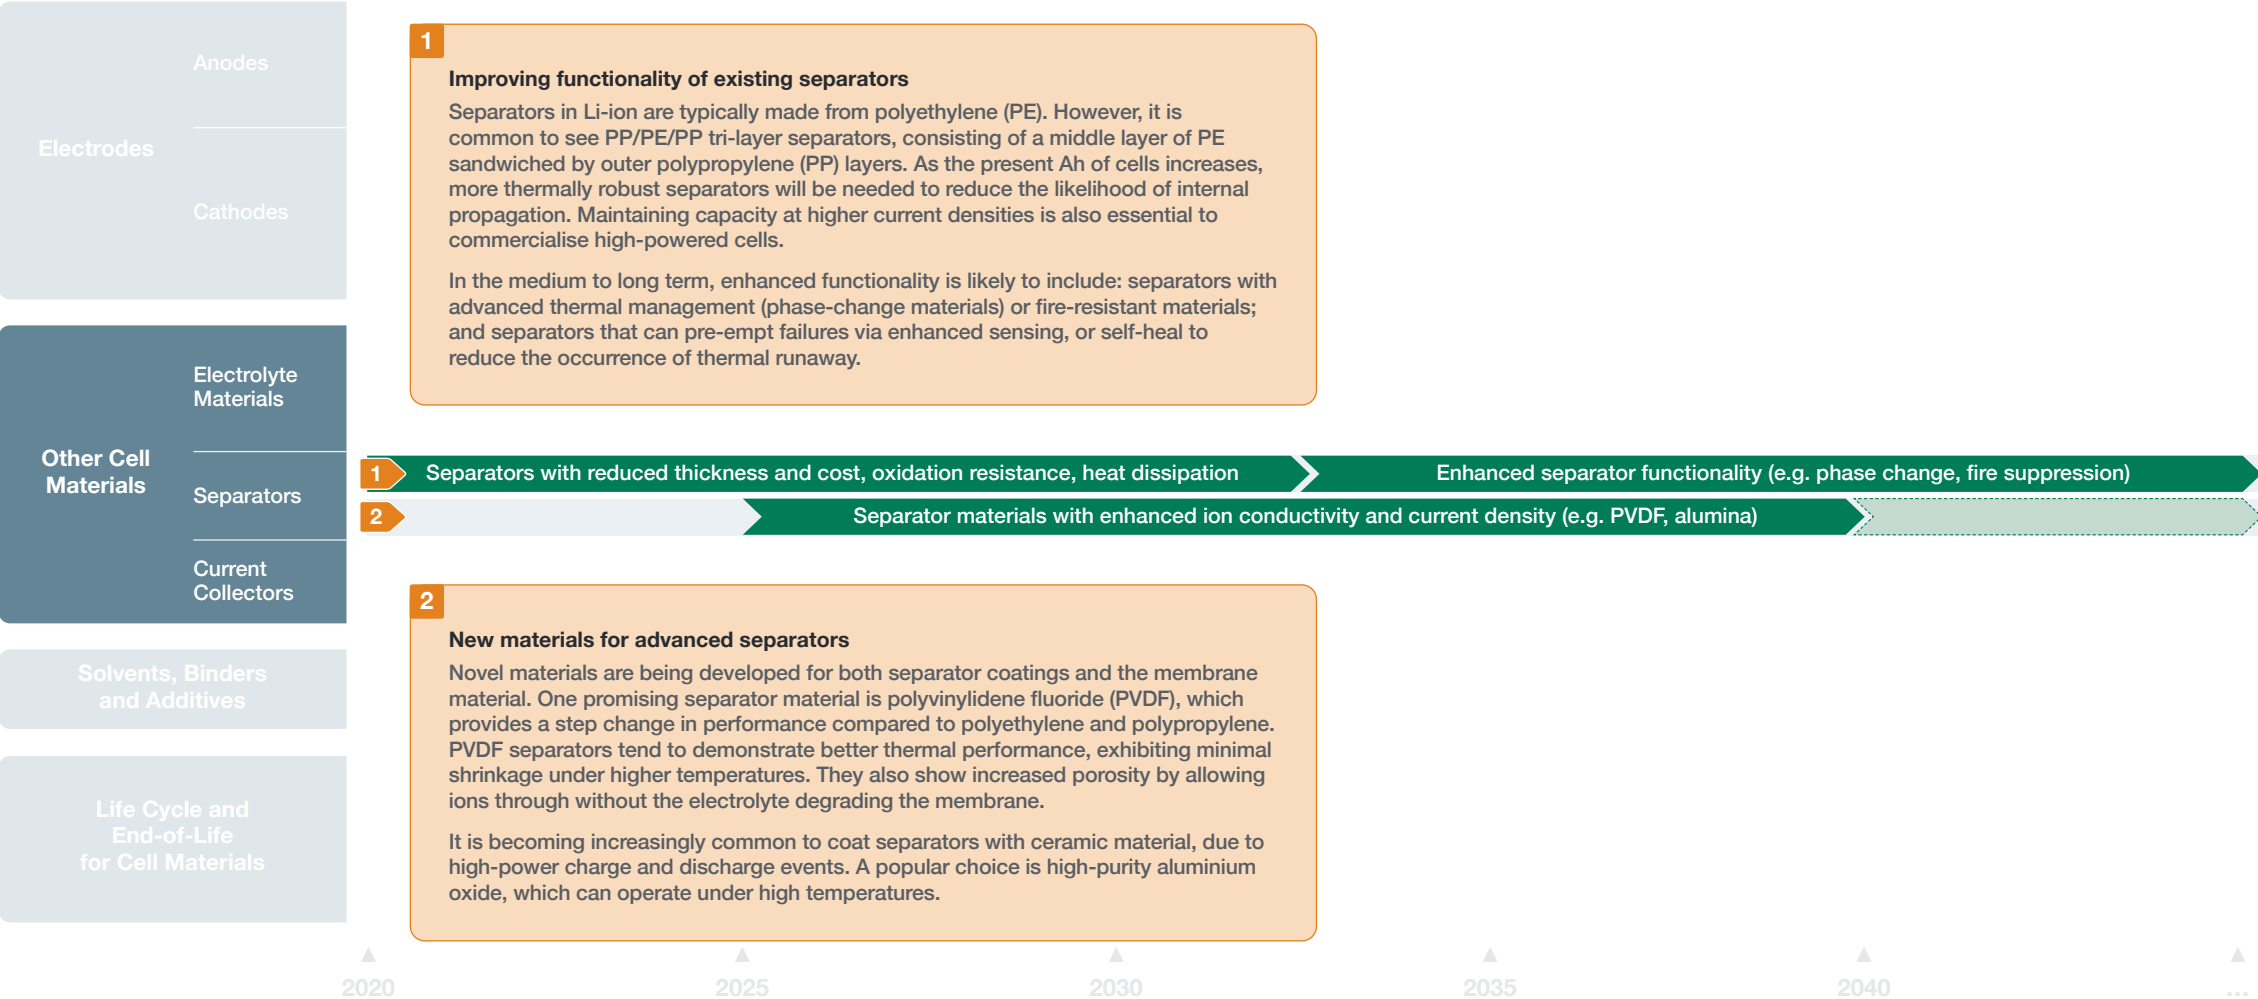 Electrodes
Anodes
Cathodes
Other Cell
Materials
Electrolyte
Materials
Separators
Current
Collectors
Solvents, Binders
and Additives
Life Cycle and
End-of-Life
for Cell Materials
1
Improving functionality of existing separators
Separators in Li-ion are typically made from polyethylene (PE). However, it is
common to see PP/PE/PP tri-layer separators, consisting of a middle layer of PE
sandwiched by outer polypropylene (PP) layers. As the present Ah of cells increases,
more thermally robust separators will be needed to reduce the likelihood of internal
propagation. Maintaining capacity at higher current densities is also essential to
commercialise high-powered cells.
In the medium to long term, enhanced functionality is likely to include: separators with
advanced thermal management (phase-change materials) or fire-resistant materials;
and separators that can pre-empt failures via enhanced sensing, or self-heal to
reduce the occurrence of thermal runaway.
1
Separators with reduced thickness and cost, oxidation resistance, heat dissipation
Enhanced separator functionality (e.g. phase change, fire suppression)
2
Separator materials with enhanced ion conductivity and current density (e.g. PVDF, alumina)
2
New materials for advanced separators
Novel materials are being developed for both separator coatings and the membrane
material. One promising separator material is polyvinylidene fluoride (PVDF), which
provides a step change in performance compared to polyethylene and polypropylene.
PVDF separators tend to demonstrate better thermal performance, exhibiting minimal
shrinkage under higher temperatures. They also show increased porosity by allowing
ions through without the electrolyte degrading the membrane.
It is becoming increasingly common to coat separators with ceramic material, due to
high-power charge and discharge events. A popular choice is high-purity aluminium
oxide, which can operate under high temperatures.
2020
2025
2030
2035
2040
...